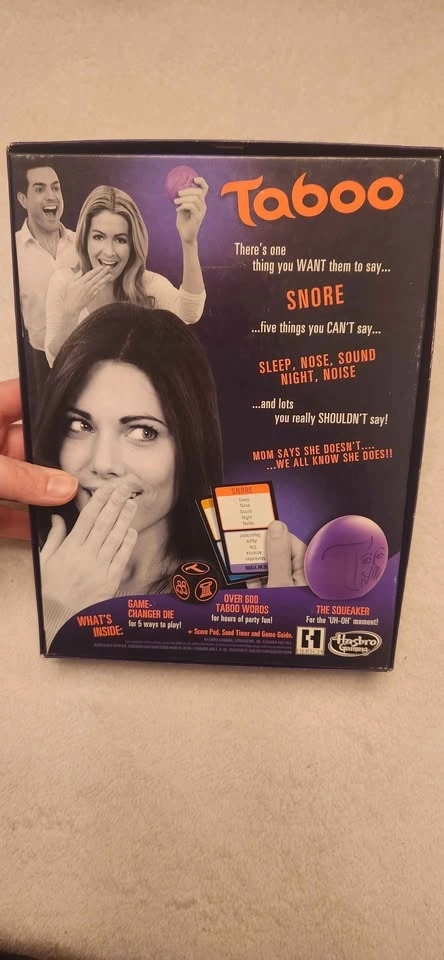 Taboo®
There's one
thing you WANT them to say...
SNORE
...five things you CAN'T say...
SLEEP, NOSE, SOUND
NIGHT, NOISE
...and lots
you really SHOULDN'T say!
MOM SAYS SHE DOESN'T....
...WE ALL KNOW SHE DOES!!
SNORE
Sleep
Nose
Sound
Night
Noise
NEW YORK
WHAT'S
INSIDE:
GAME-
CHANGER DIE
for 5 ways to play!
OVER 600
TABOO WORDS
for hours of party fun!
THE SQUEAKER
For the "UH-OH" moment!
+ Score Pad, Sand Timer and Game Guide.
H
HERSCH
Hasbro
Gaming